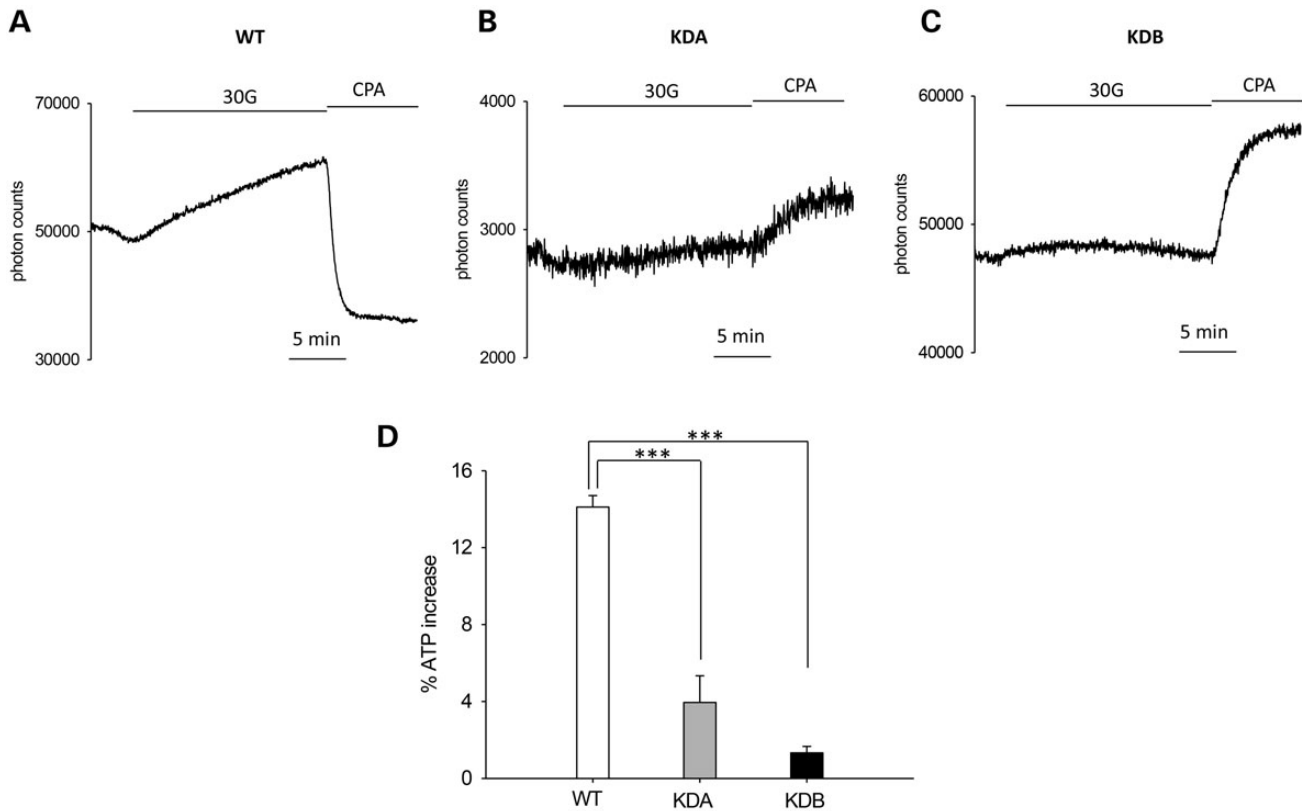 A
WT
30G
CPA
70000
50000
30000
photon counts
5 min
B
KDA
30G
CPA
4000
3000
2000
photon counts
5 min
C
KDB
30G
CPA
60000
50000
40000
photon counts
5 min
D
***
***
16
12
8
4
0
% ATP increase
WT KDA KDB